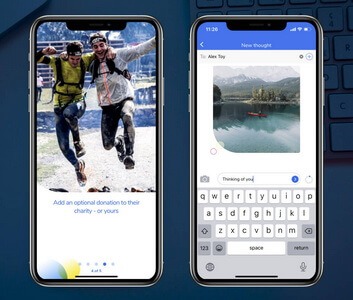 Add an optional donation to their
charity - or yours
4 of 5
11:26
New thought
To: Alex Toy
Thinking of you
q w e r t y u i o p
a s d f g h j k l
z x c v b n m
123 space return